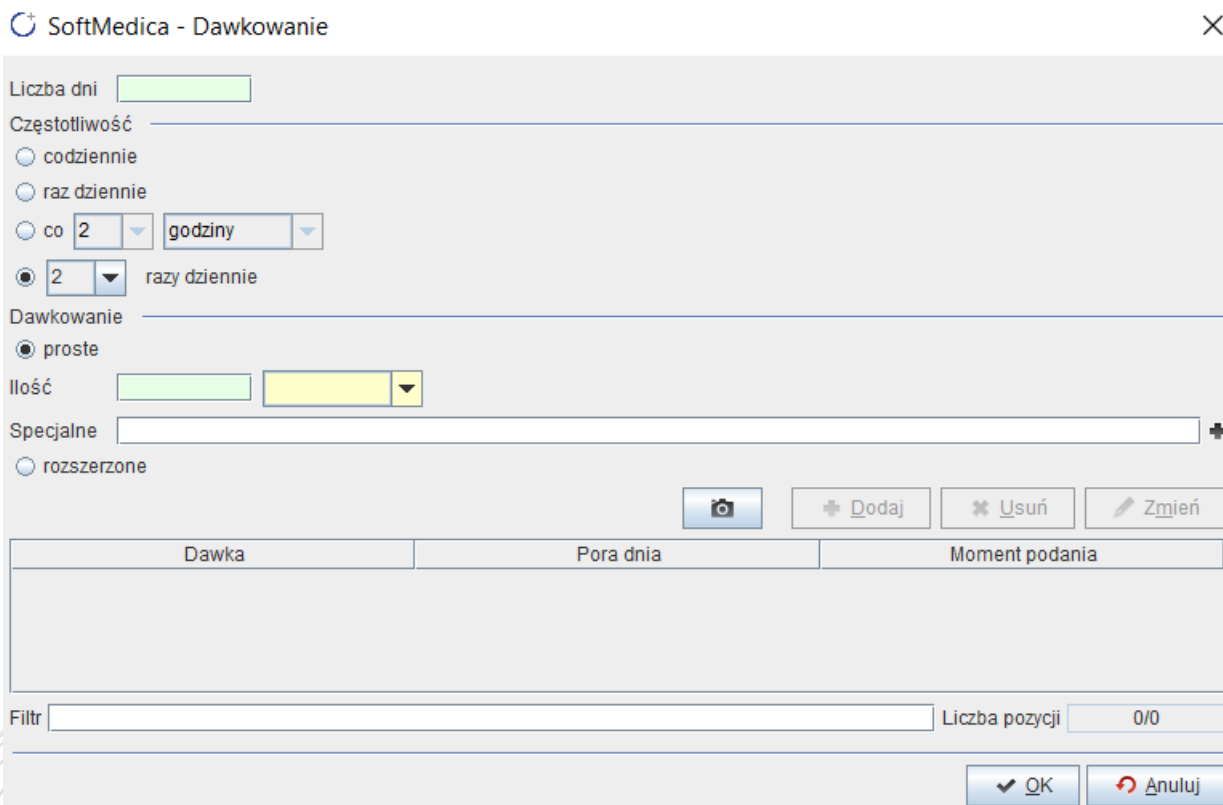 SoftMedica - Dawkowanie
Liczba dni
Częstotliwość
codziennie
raz dziennie
co 2 godziny
2 razy dziennie
Dawkowanie
proste
Ilość
Specjalne
rozszerzone
Dodaj Usuń Zmień
Dawka Pora dnia Moment podania
Filtr Liczba pozycji 0/0
OK Anuluj